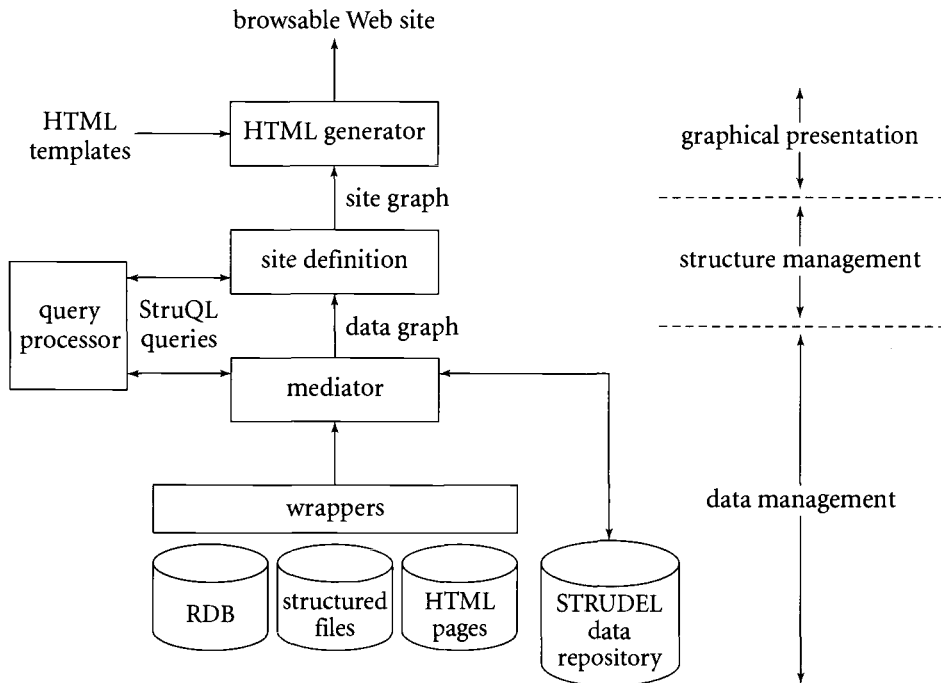 browsable Web site
HTML
templates
HTML generator
graphical presentation
site graph
site definition
structure management
query
processor
StruQL
queries
data graph
mediator
wrappers
data management
RDB
structured
files
HTML
pages
STRUDEL
data
repository